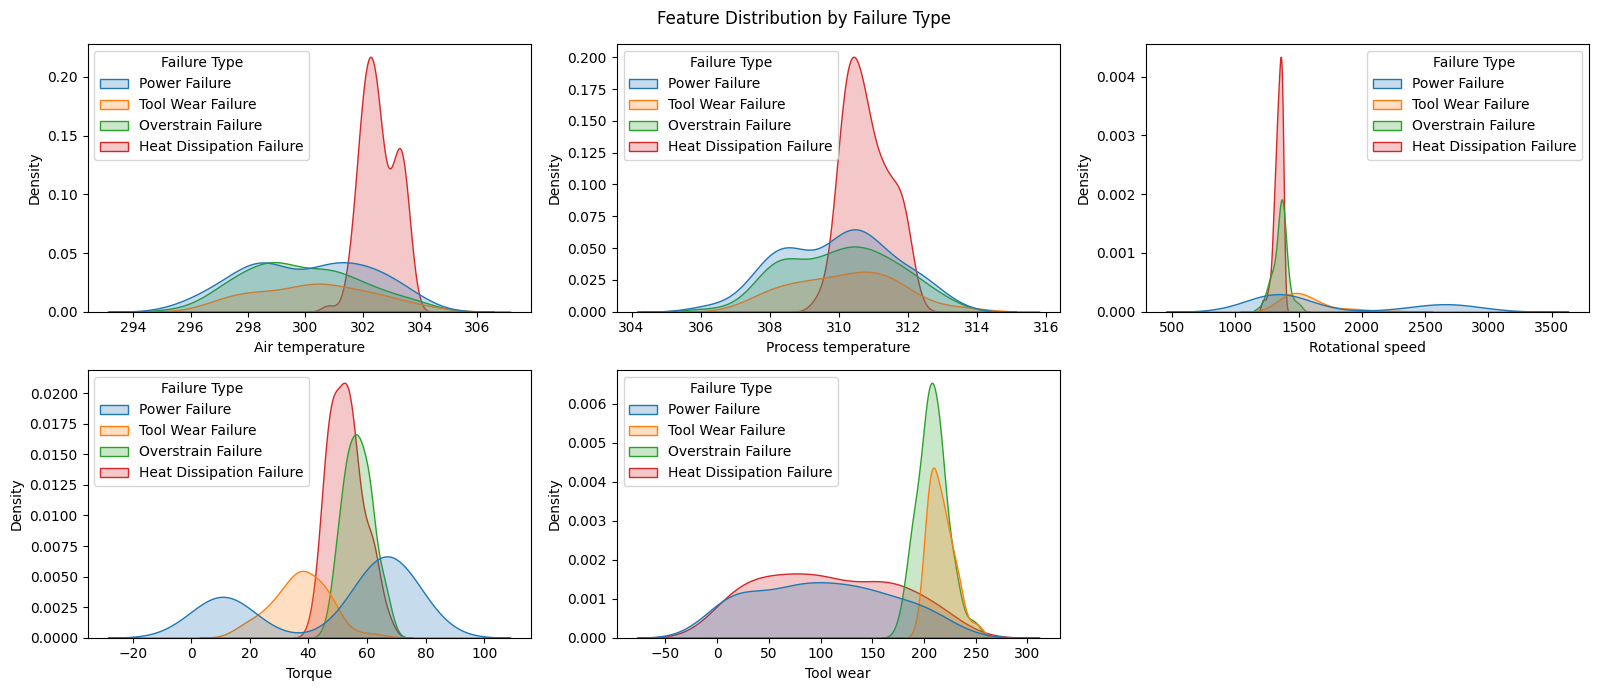 Feature Distribution by Failure Type
Failure Type
Power Failure
Tool Wear Failure
Overstrain Failure
Heat Dissipation Failure
0.20
0.15
0.10
0.05
0.00
Density
294 296 298 300 302 304 306
Air temperature
Failure Type
Power Failure
Tool Wear Failure
Overstrain Failure
Heat Dissipation Failure
0.200
0.175
0.150
0.125
0.100
0.075
0.050
0.025
0.000
Density
304 306 308 310 312 314 316
Process temperature
Failure Type
Power Failure
Tool Wear Failure
Overstrain Failure
Heat Dissipation Failure
0.004
0.003
0.002
0.001
0.000
Density
500 1000 1500 2000 2500 3000 3500
Rotational speed
Failure Type
Power Failure
Tool Wear Failure
Overstrain Failure
Heat Dissipation Failure
0.0200
0.0175
0.0150
0.0125
0.0100
0.0075
0.0050
0.0025
0.0000
Density
−20 0 20 40 60 80 100
Torque
Failure Type
Power Failure
Tool Wear Failure
Overstrain Failure
Heat Dissipation Failure
0.006
0.005
0.004
0.003
0.002
0.001
0.000
Density
−50 0 50 100 150 200 250 300
Tool wear